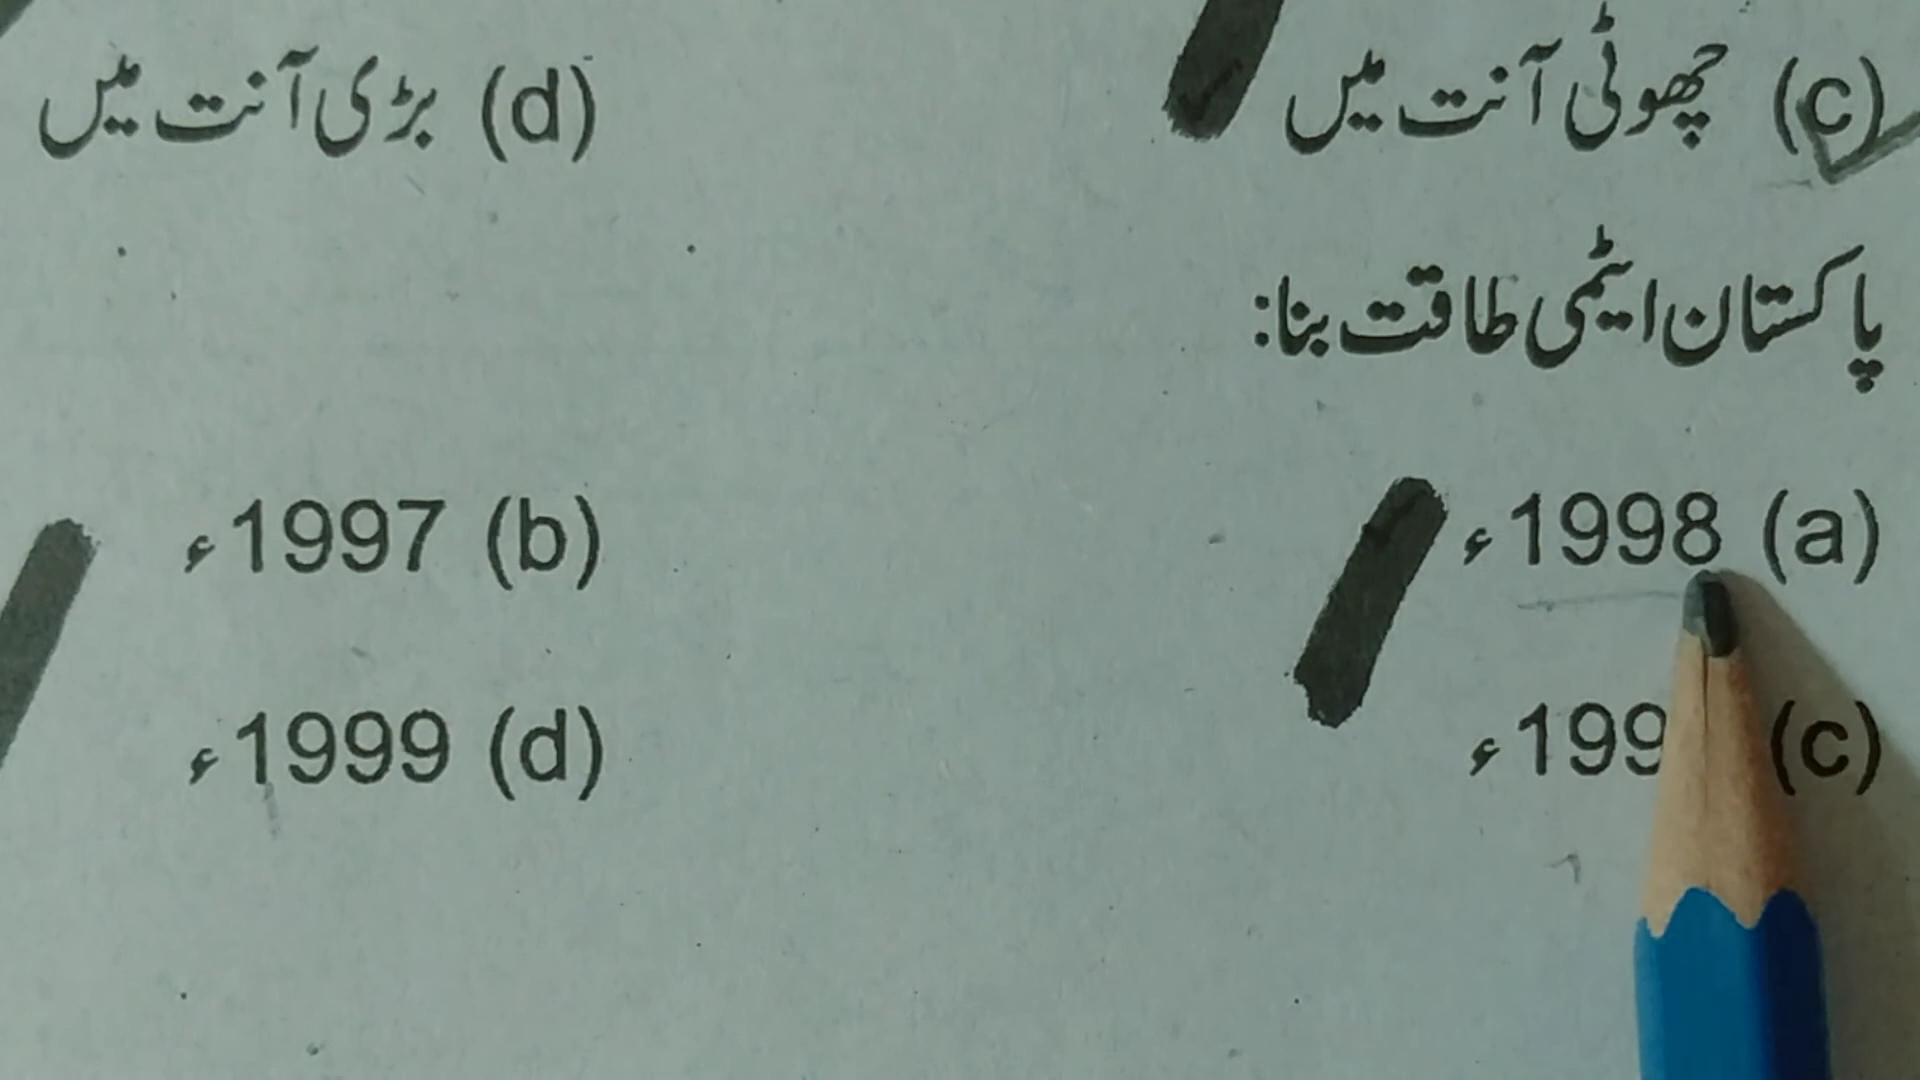 (c) چھوٹی آنت میں (d) بڑی آنت میں
پاکستان ایٹمی طاقت بنا:
(a) 1998ء (b) 1997ء
(c) (d) 1999ء